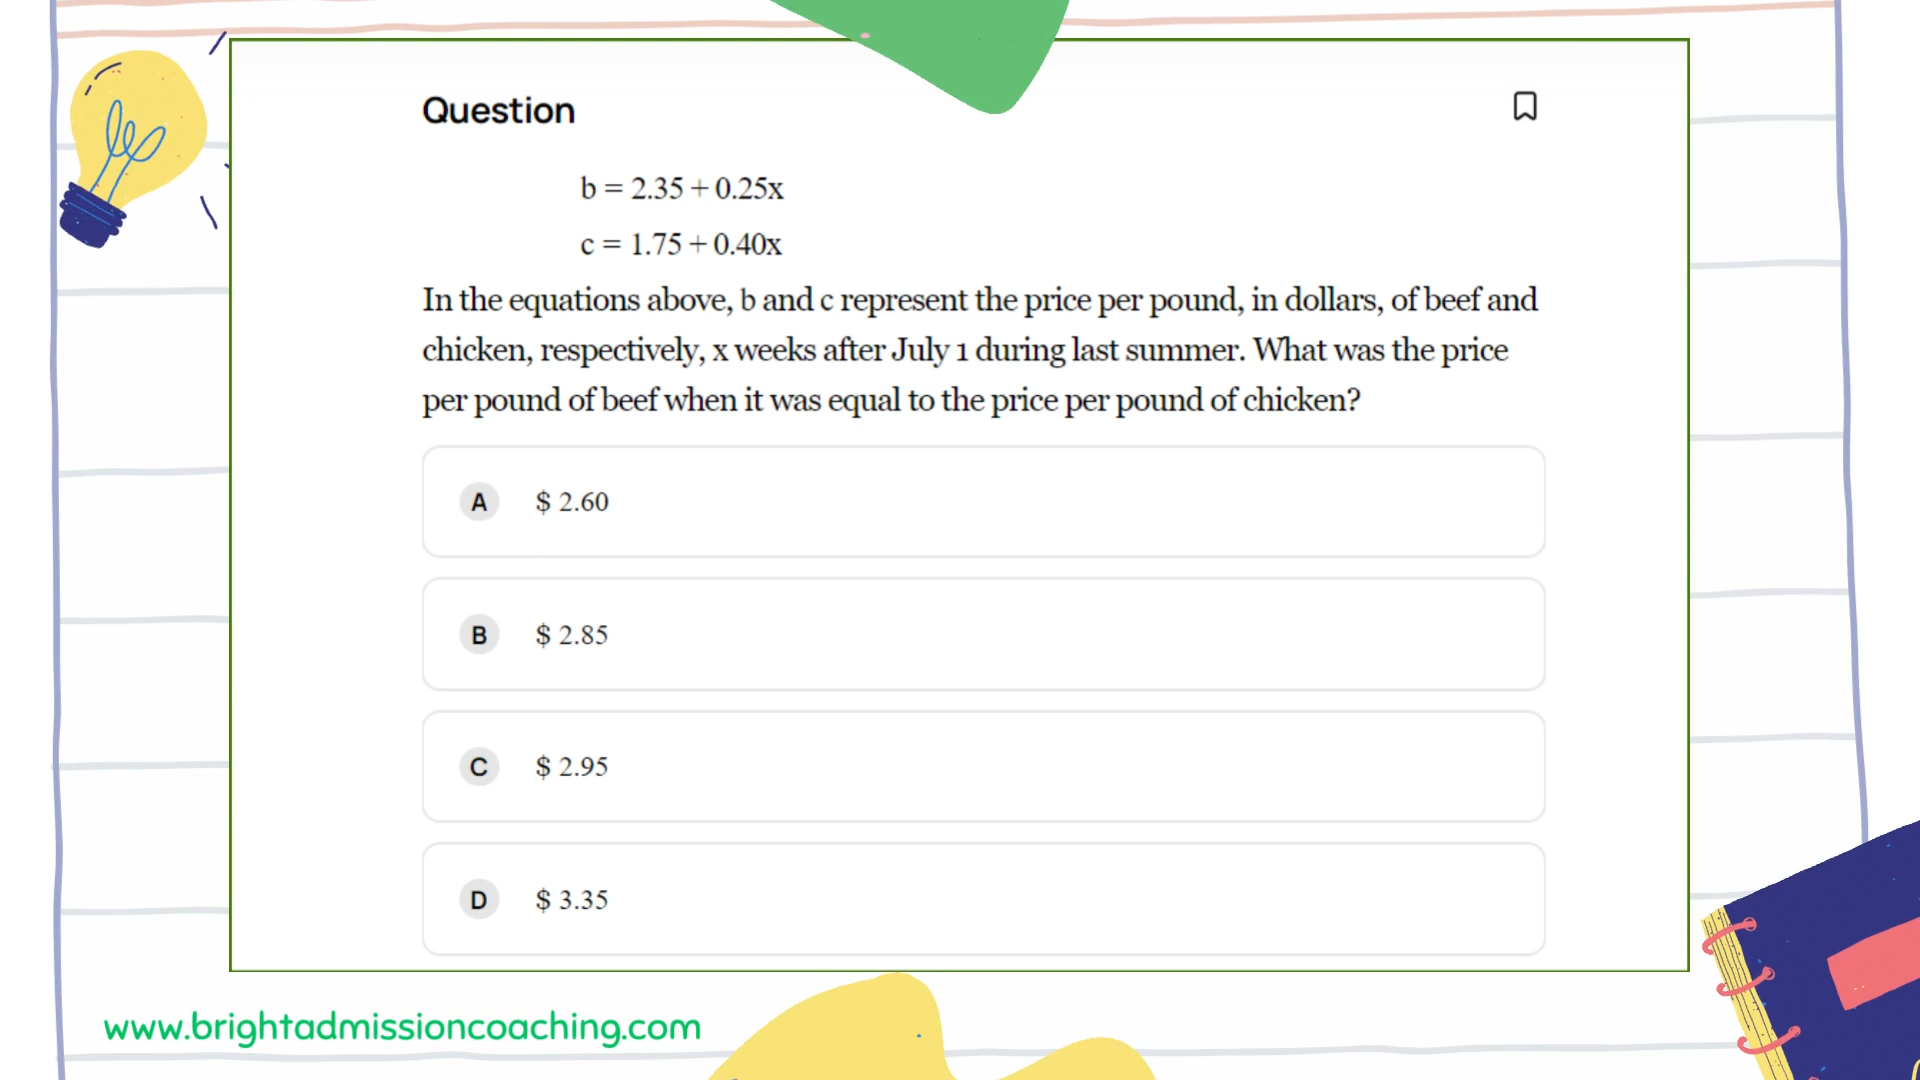 Question
b = 2.35 + 0.25x
c = 1.75 + 0.40x
In the equations above, b and c represent the price per pound, in dollars, of beef and
chicken, respectively, x weeks after July 1 during last summer. What was the price
per pound of beef when it was equal to the price per pound of chicken?
A $ 2.60
B $ 2.85
C $ 2.95
D $ 3.35
www.brightadmissioncoaching.com